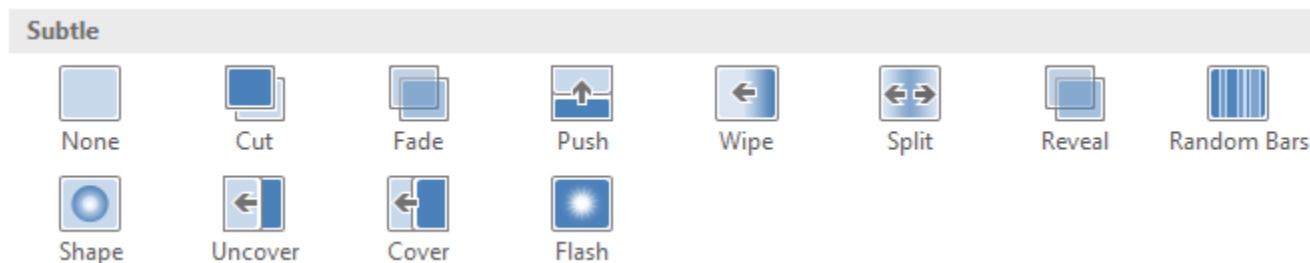 Subtle
None Cut Fade Push Wipe Split Reveal Random Bars
Shape Uncover Cover Flash